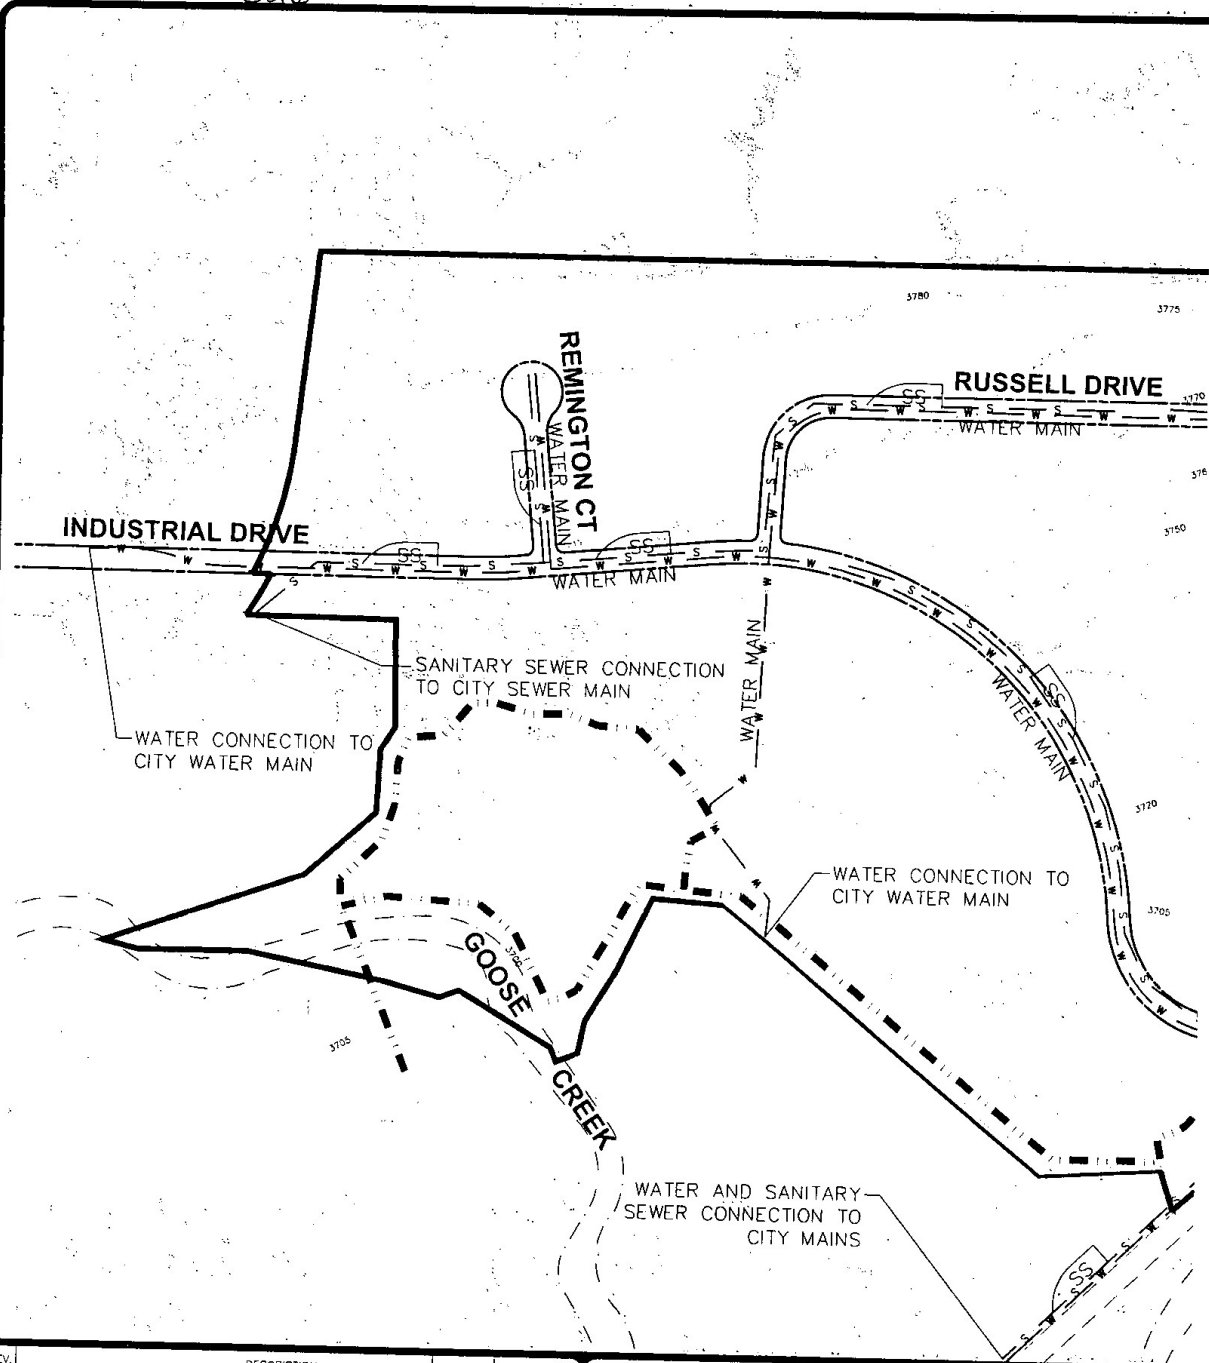 3780
3775
REMINGTON CT
WATER MAIN
SS
RUSSELL DRIVE
3770
SS
WATER MAIN
3750
INDUSTRIAL DRIVE
SS
SS
WATER MAIN
SANITARY SEWER CONNECTION
TO CITY SEWER MAIN
WATER MAIN
SS
WATER MAIN
WATER CONNECTION TO
CITY WATER MAIN
3720
WATER CONNECTION TO
CITY WATER MAIN
3705
GOOSE
3700
3705
CREEK
WATER AND SANITARY
SEWER CONNECTION TO
CITY MAINS
SS